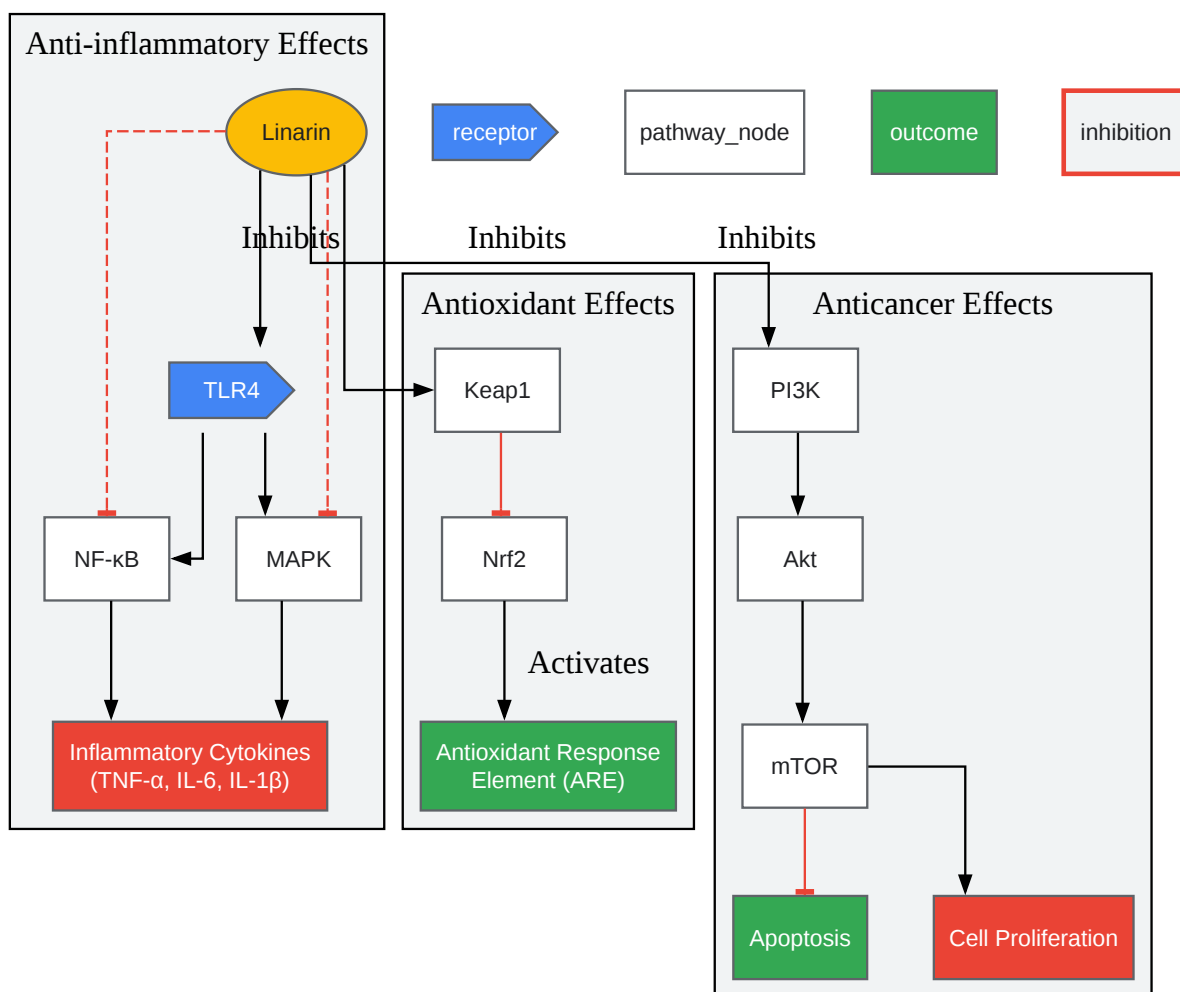 Anti-inflammatory Effects
Linarin
receptor
pathway_node
outcome
inhibition
Inhibits
Inhibits
Inhibits
Antioxidant Effects
Anticancer Effects
TLR4
Keap1
PI3K
NF-κB
MAPK
Nrf2
Akt
Activates
Inflammatory Cytokines
(TNF-α, IL-6, IL-1β)
Antioxidant Response
Element (ARE)
mTOR
Apoptosis
Cell Proliferation